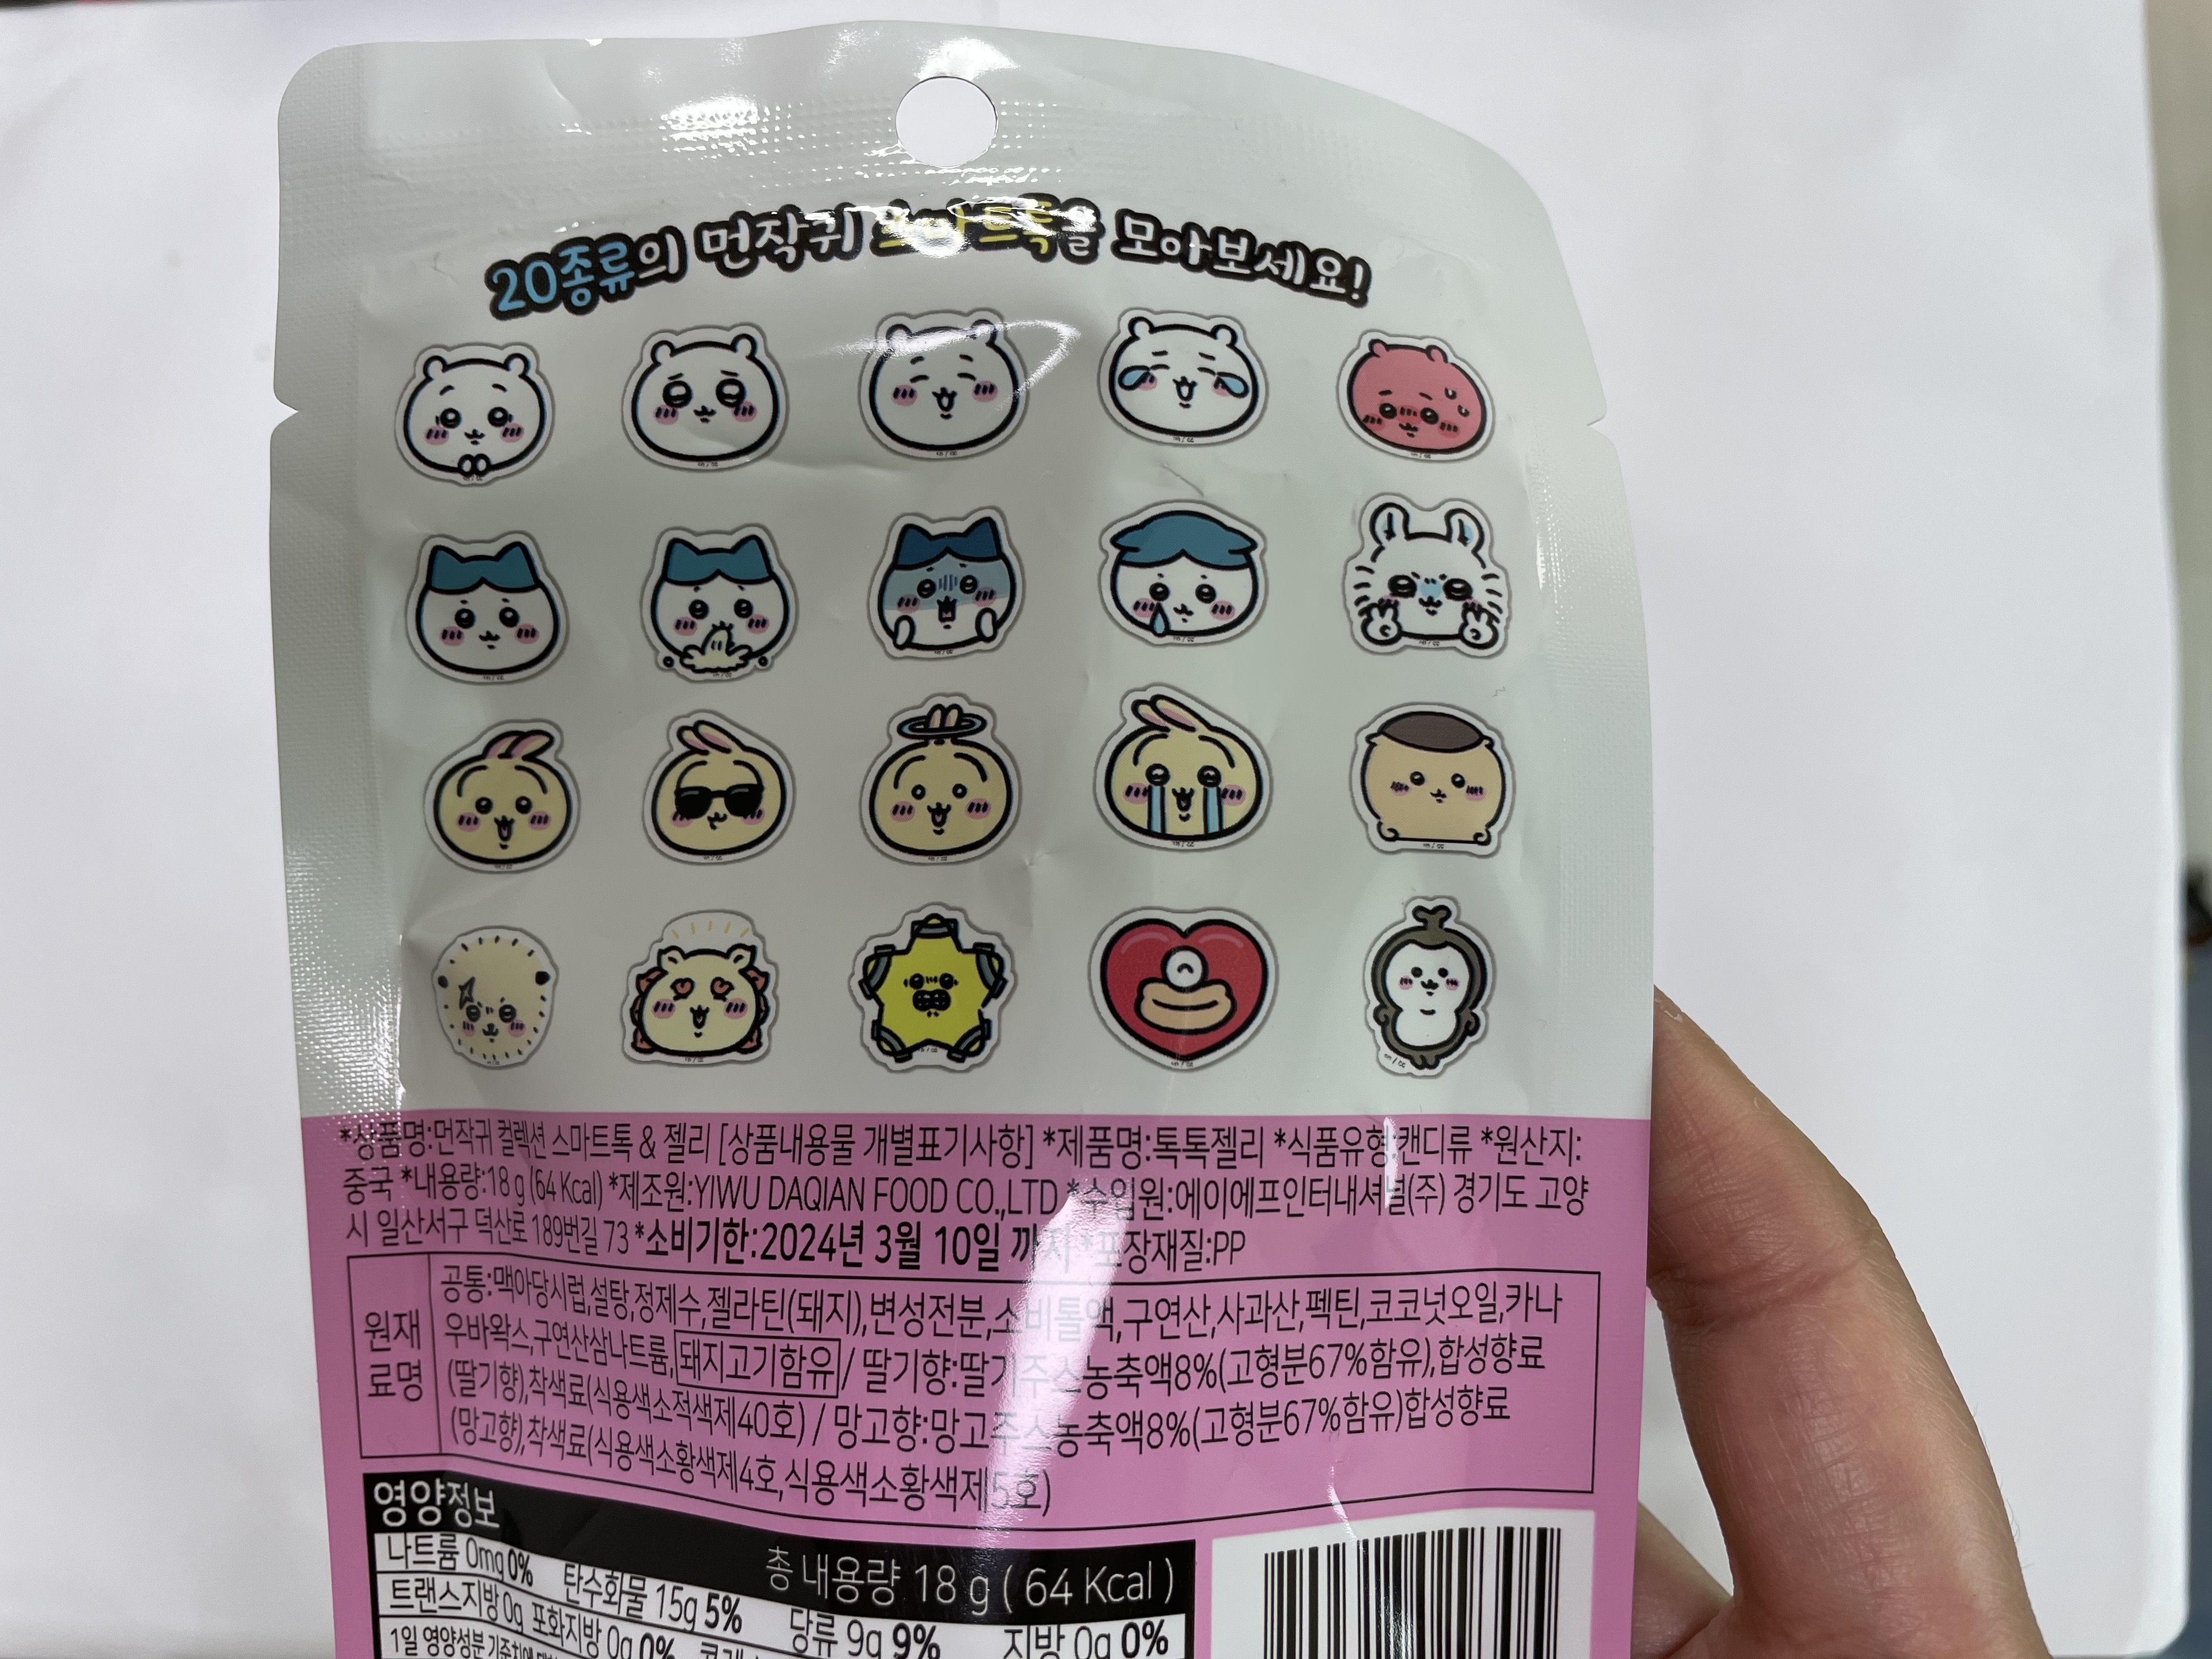 20종류의 먼작귀 스마트톡을 모아보세요!
*상품명:먼작귀 컬렉션 스마트톡 & 젤리 [상품내용물 개별표기사항] *제품명:톡톡젤리 *식품유형:캔디류 *원산지:
중국 *내용량:18g (64 Kcal) *제조원:YIWU DAQIAN FOOD CO.,LTD *수입원:에이에프인터내셔널(주) 경기도 고양
시 일산서구 덕산로 189번길 73 *소비기한:2024년 3월 10일 까지 *포장재질:PP
원재
료명
공통:맥아당시럽,설탕,정제수,젤라틴(돼지),변성전분,소비톨액,구연산,사과산,펙틴,코코넛오일,카나
우바왁스,구연산삼나트륨,돼지고기함유/ 딸기향:딸기주스농축액8%(고형분67%함유),합성향료
(딸기향),착색료(식용색소적색제40호) / 망고향:망고주스농축액8%(고형분67%함유)합성향료
(망고향),착색료(식용색소황색제4호,식용색소황색제5호)
영양정보
총 내용량 18 g ( 64 Kcal )
나트륨 0mg 0% 탄수화물 15g 5% 당류 9g 9% 지방 0g 0%
트랜스지방 0g 포화지방 0g 0%
1일 영양성분